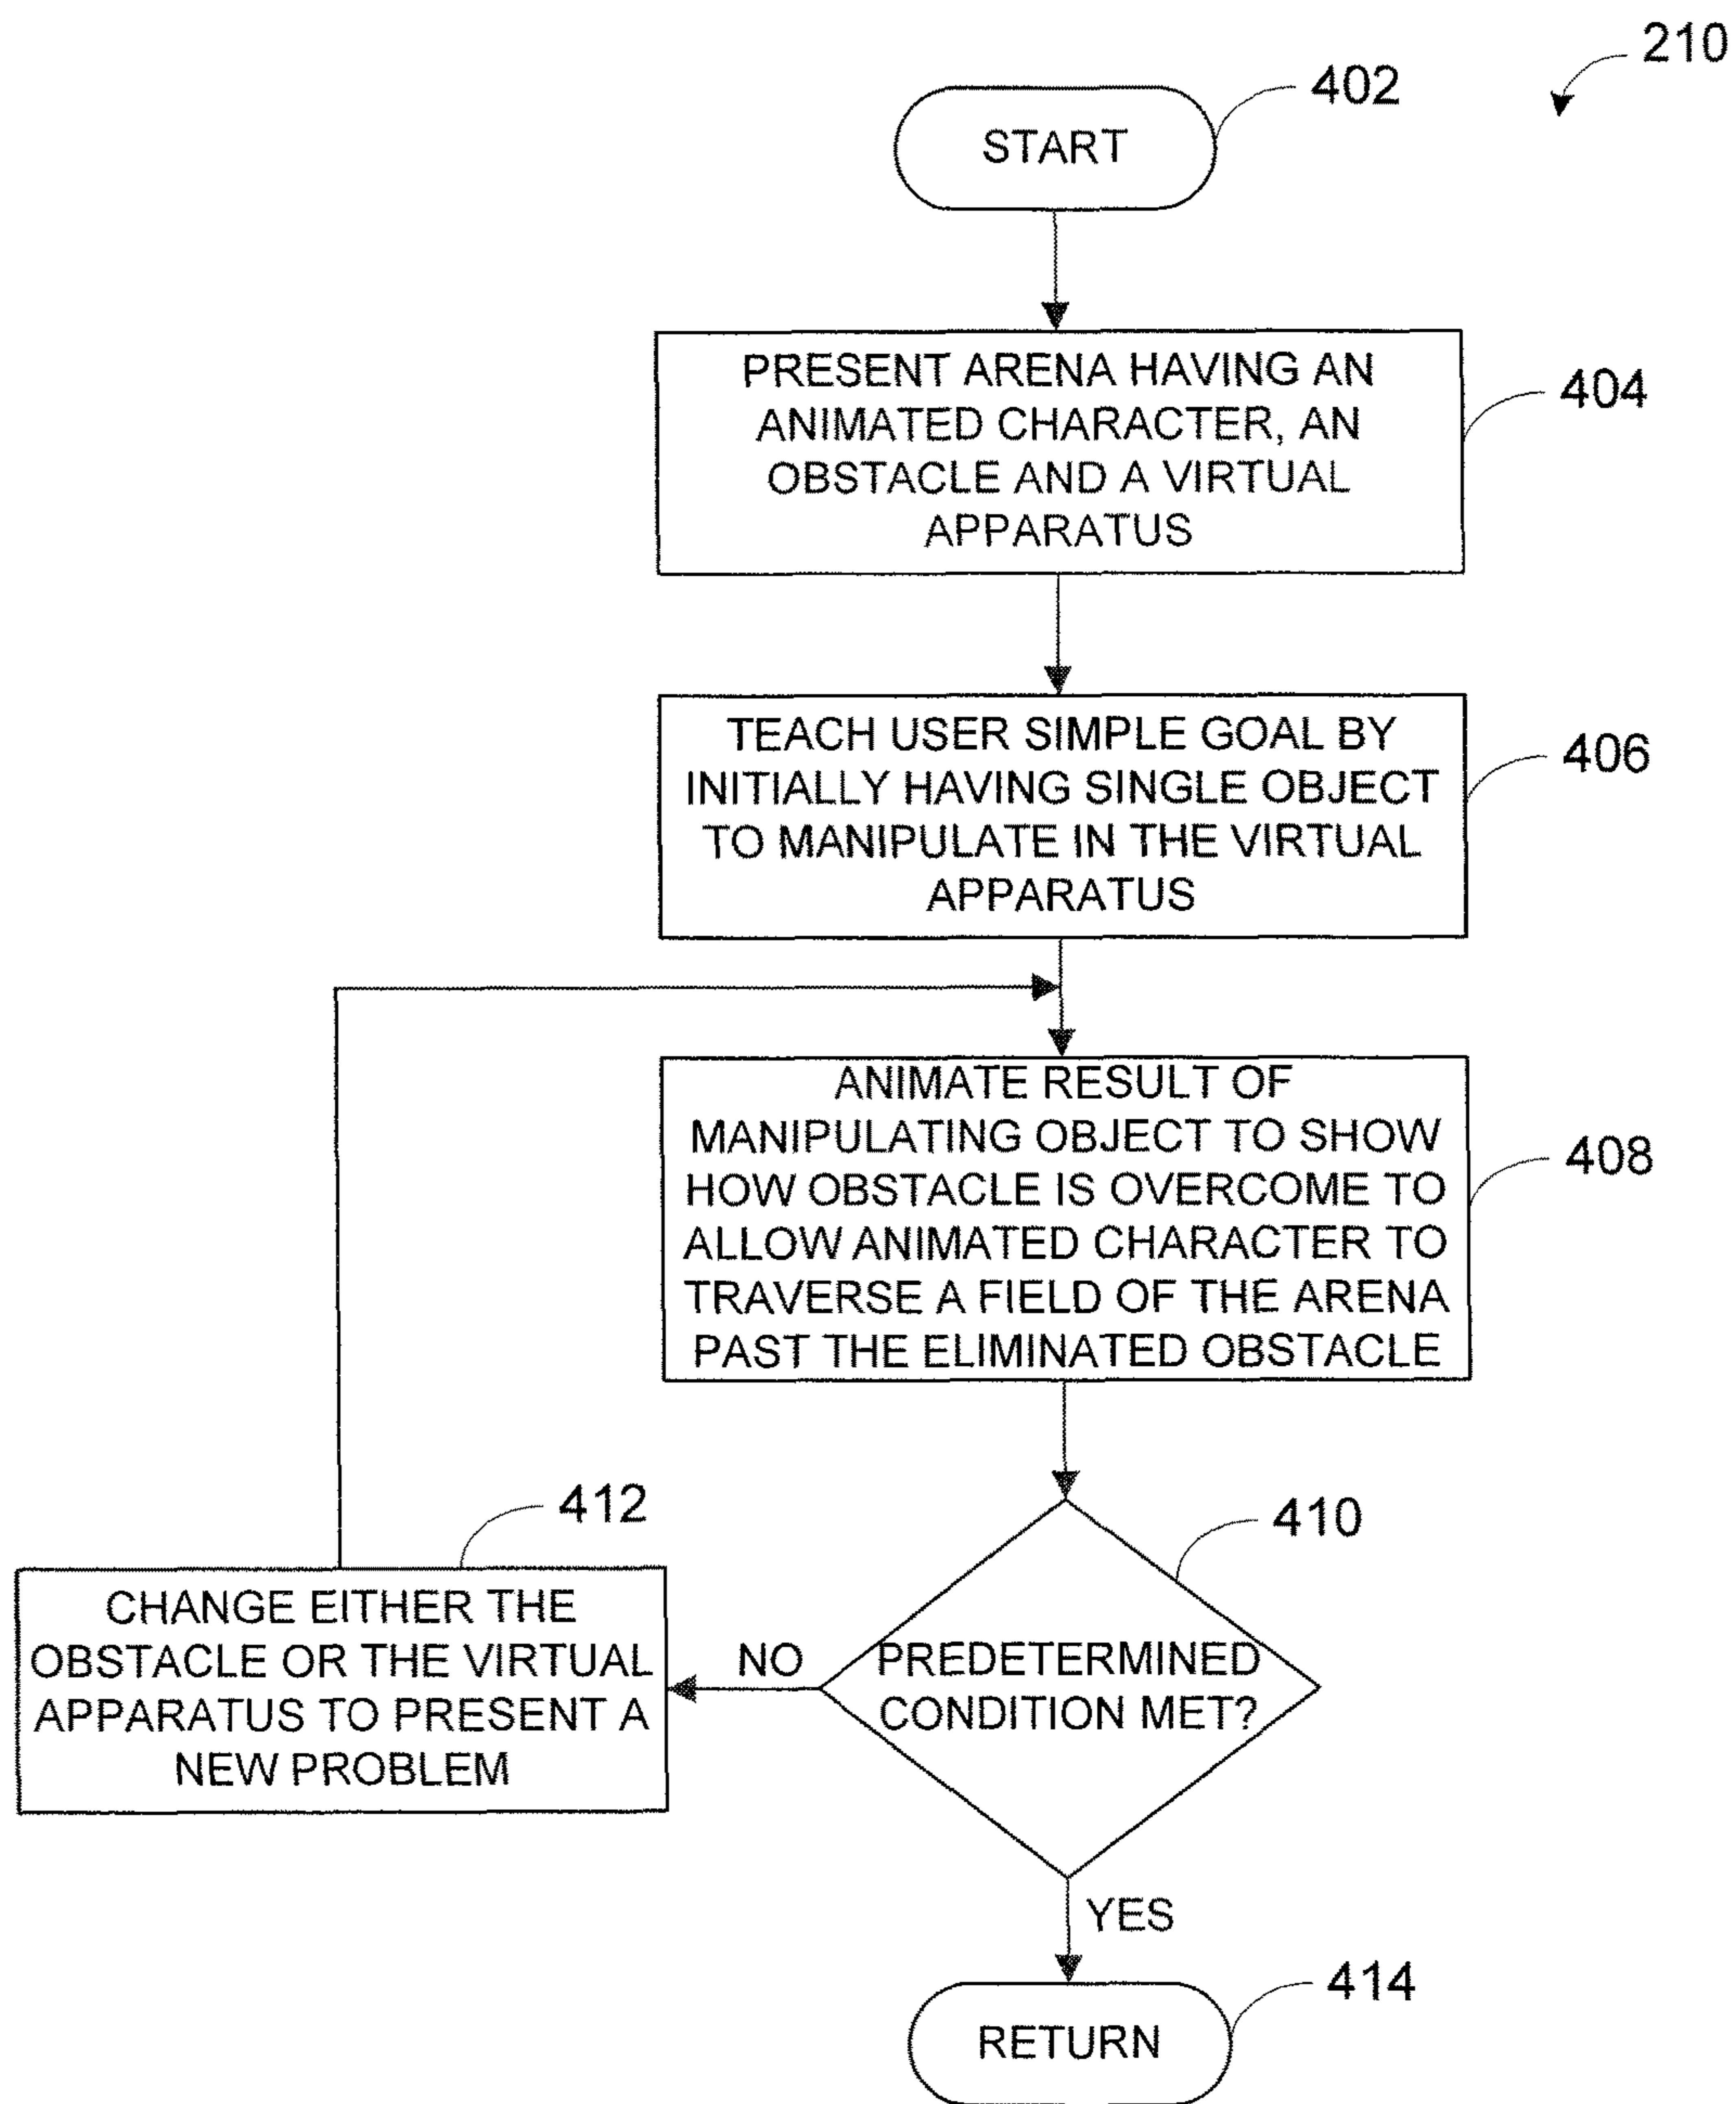 210
402
START
PRESENT ARENA HAVING AN
ANIMATED CHARACTER, AN
OBSTACLE AND A VIRTUAL
APPARATUS
404
TEACH USER SIMPLE GOAL BY
INITIALLY HAVING SINGLE OBJECT
TO MANIPULATE IN THE VIRTUAL
APPARATUS
406
ANIMATE RESULT OF
MANIPULATING OBJECT TO SHOW
HOW OBSTACLE IS OVERCOME TO
ALLOW ANIMATED CHARACTER TO
TRAVERSE A FIELD OF THE ARENA
PAST THE ELIMINATED OBSTACLE
408
410
PREDETERMINED
CONDITION MET?
NO
412
CHANGE EITHER THE
OBSTACLE OR THE VIRTUAL
APPARATUS TO PRESENT A
NEW PROBLEM
YES
414
RETURN